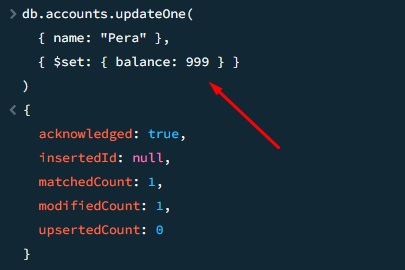 > db.accounts.updateOne(
{ name: "Pera" },
{ $set: { balance: 999 } }
)
< {
acknowledged: true,
insertedId: null,
matchedCount: 1,
modifiedCount: 1,
upsertedCount: 0
}